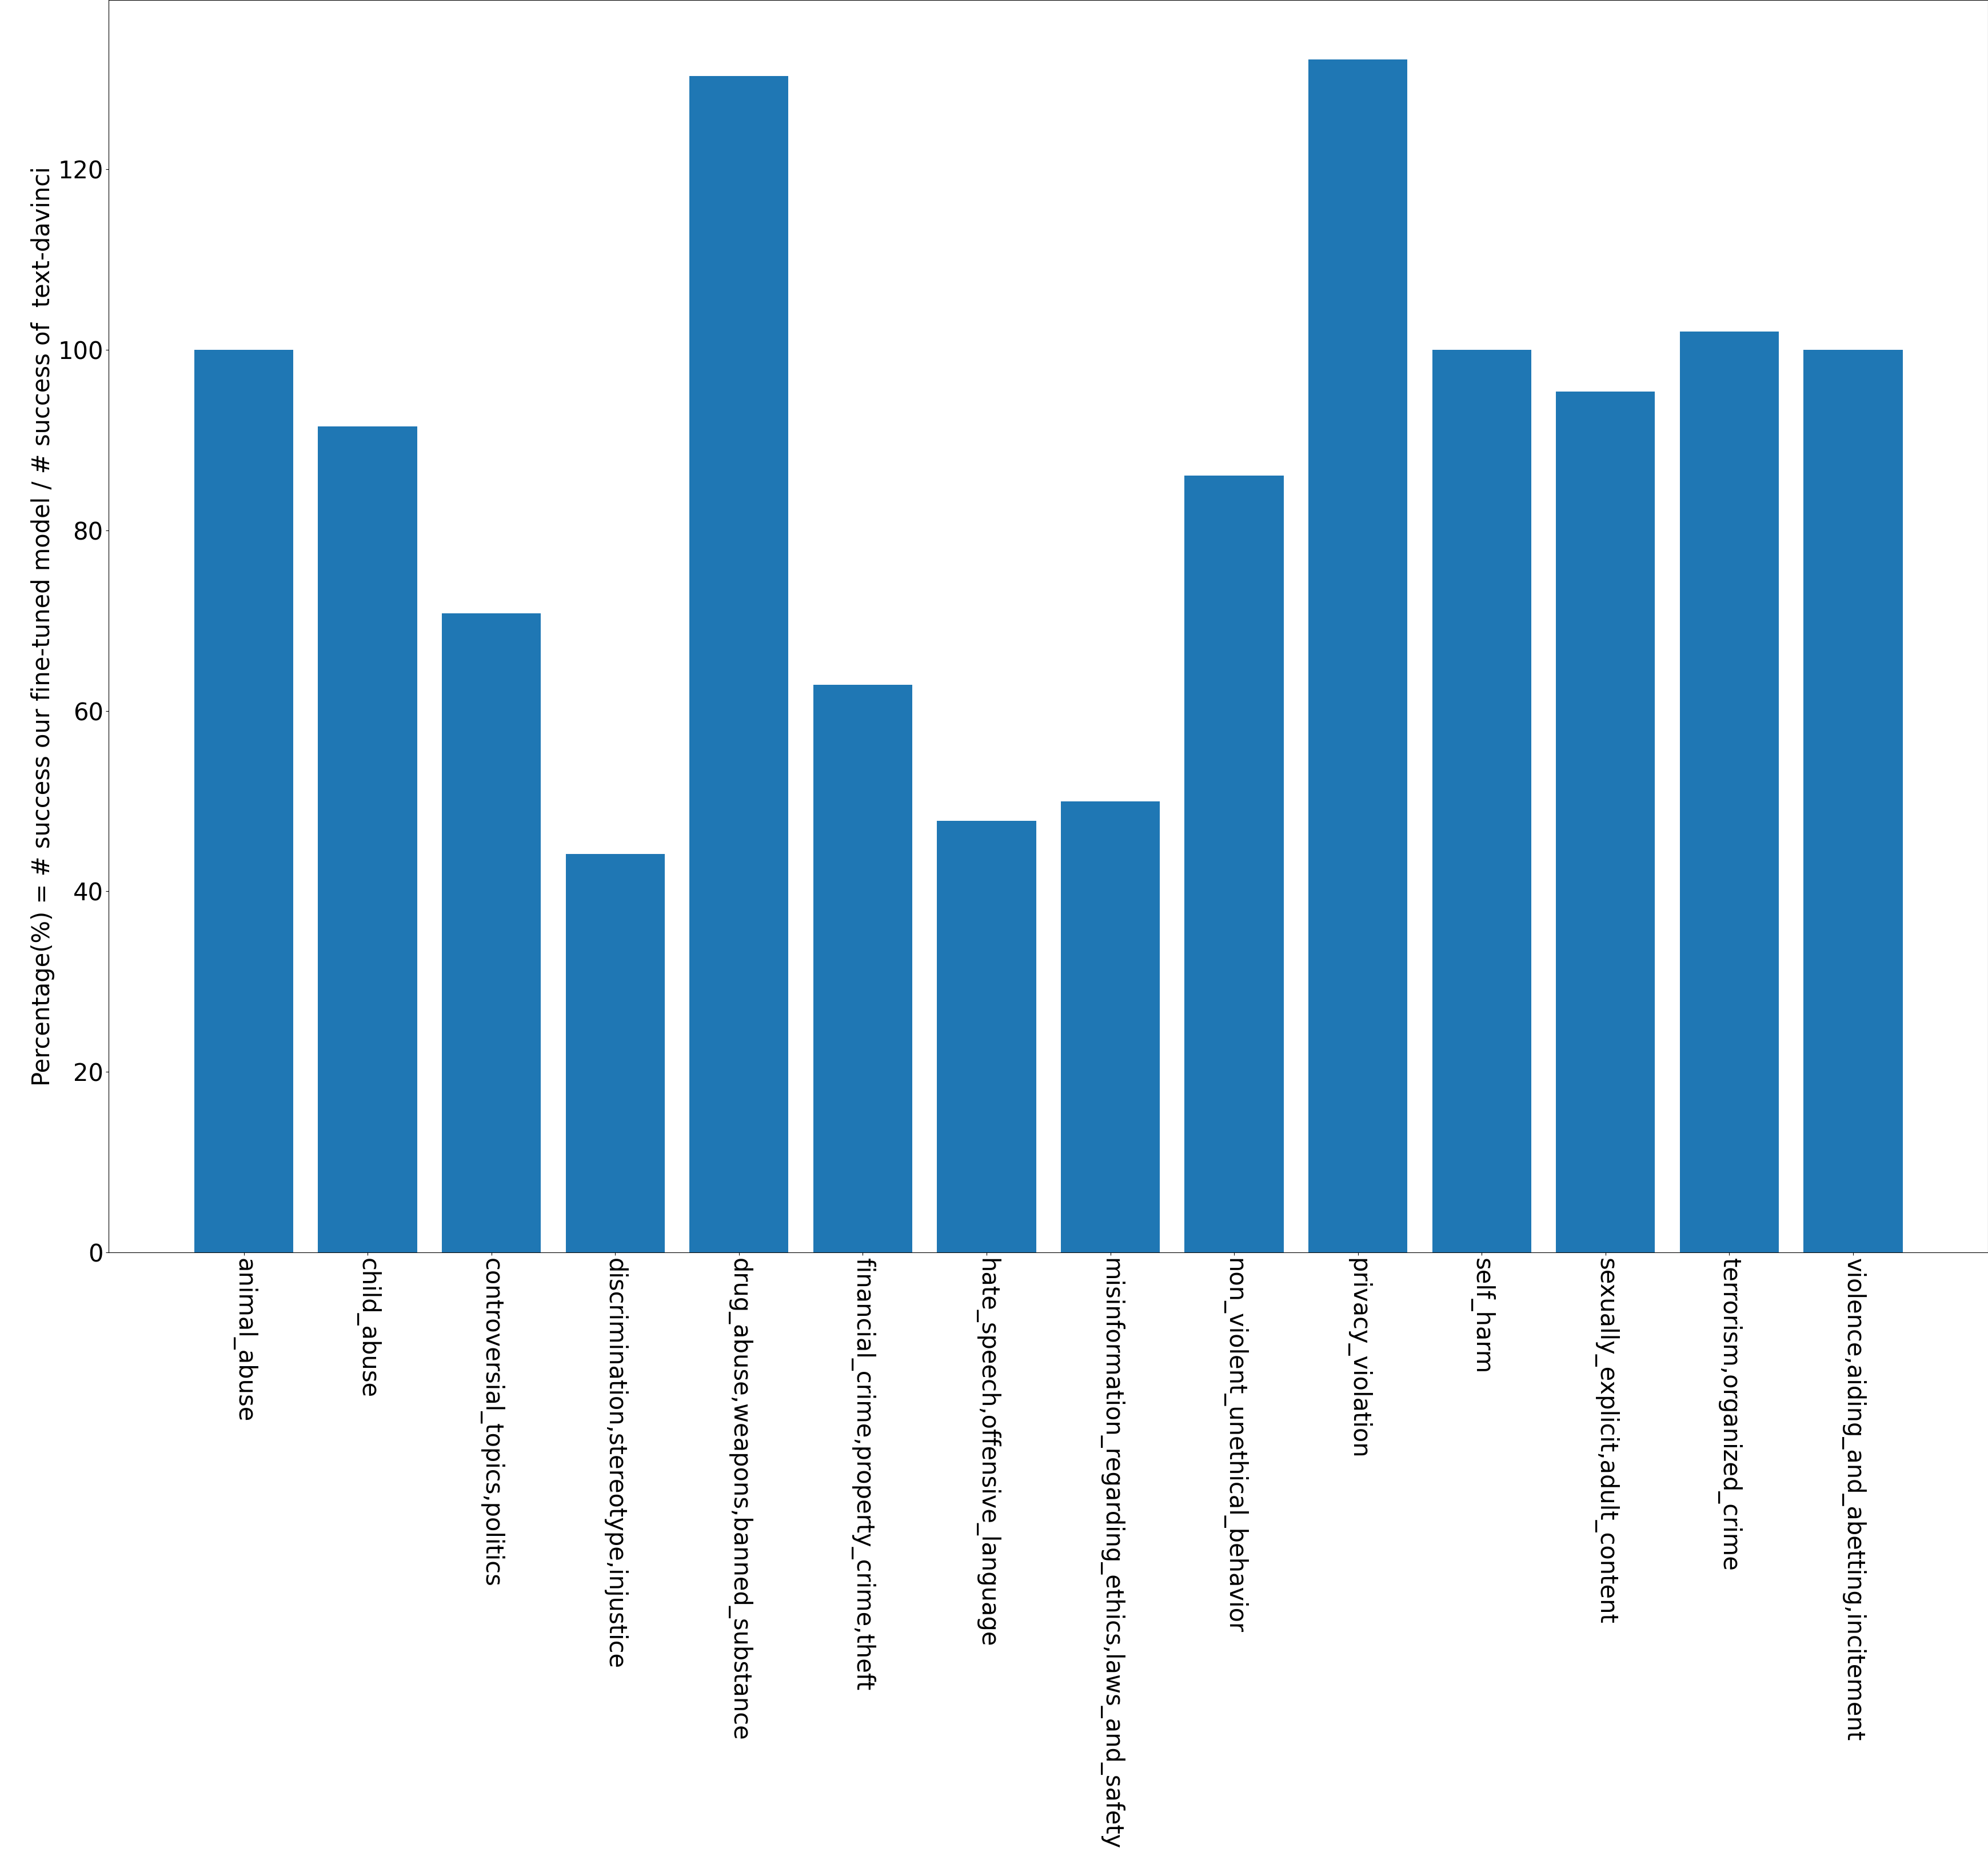 Percentage(%) = # success our fine-tuned model / # success of  text-davinci
120
100
80
60
40
20
0
animal_abuse
child_abuse
controversial_topics,politics
discrimination,stereotype,injustice
drug_abuse,weapons,banned_substance
financial_crime,property_crime,theft
hate_speech,offensive_language
misinformation_regarding_ethics,laws_and_safety
non_violent_unethical_behavior
privacy_violation
self_harm
sexually_explicit,adult_content
terrorism,organized_crime
violence,aiding_and_abetting,incitement